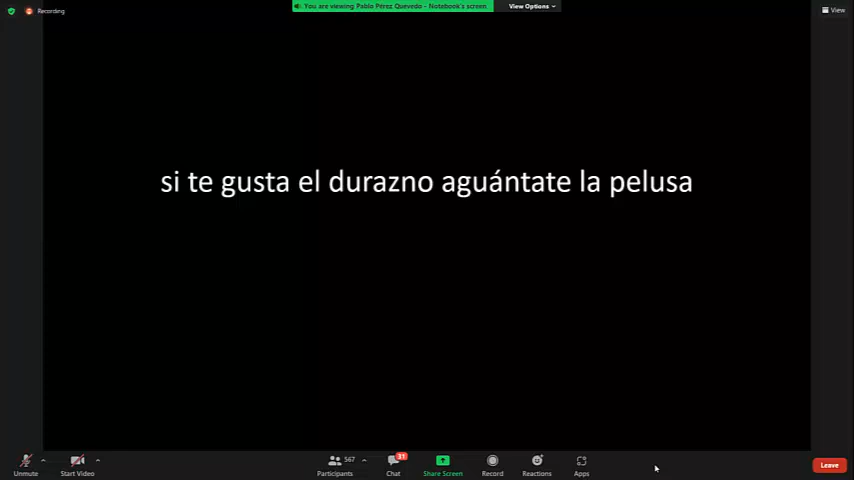 Recording
You are viewing Pablo Pérez Quevedo - Notebook's screen
View Options
View
si te gusta el durazno aguántate la pelusa
Unmute
Start Video
567
Participants
31
Chat
Share Screen
Record
Reactions
Apps
Leave